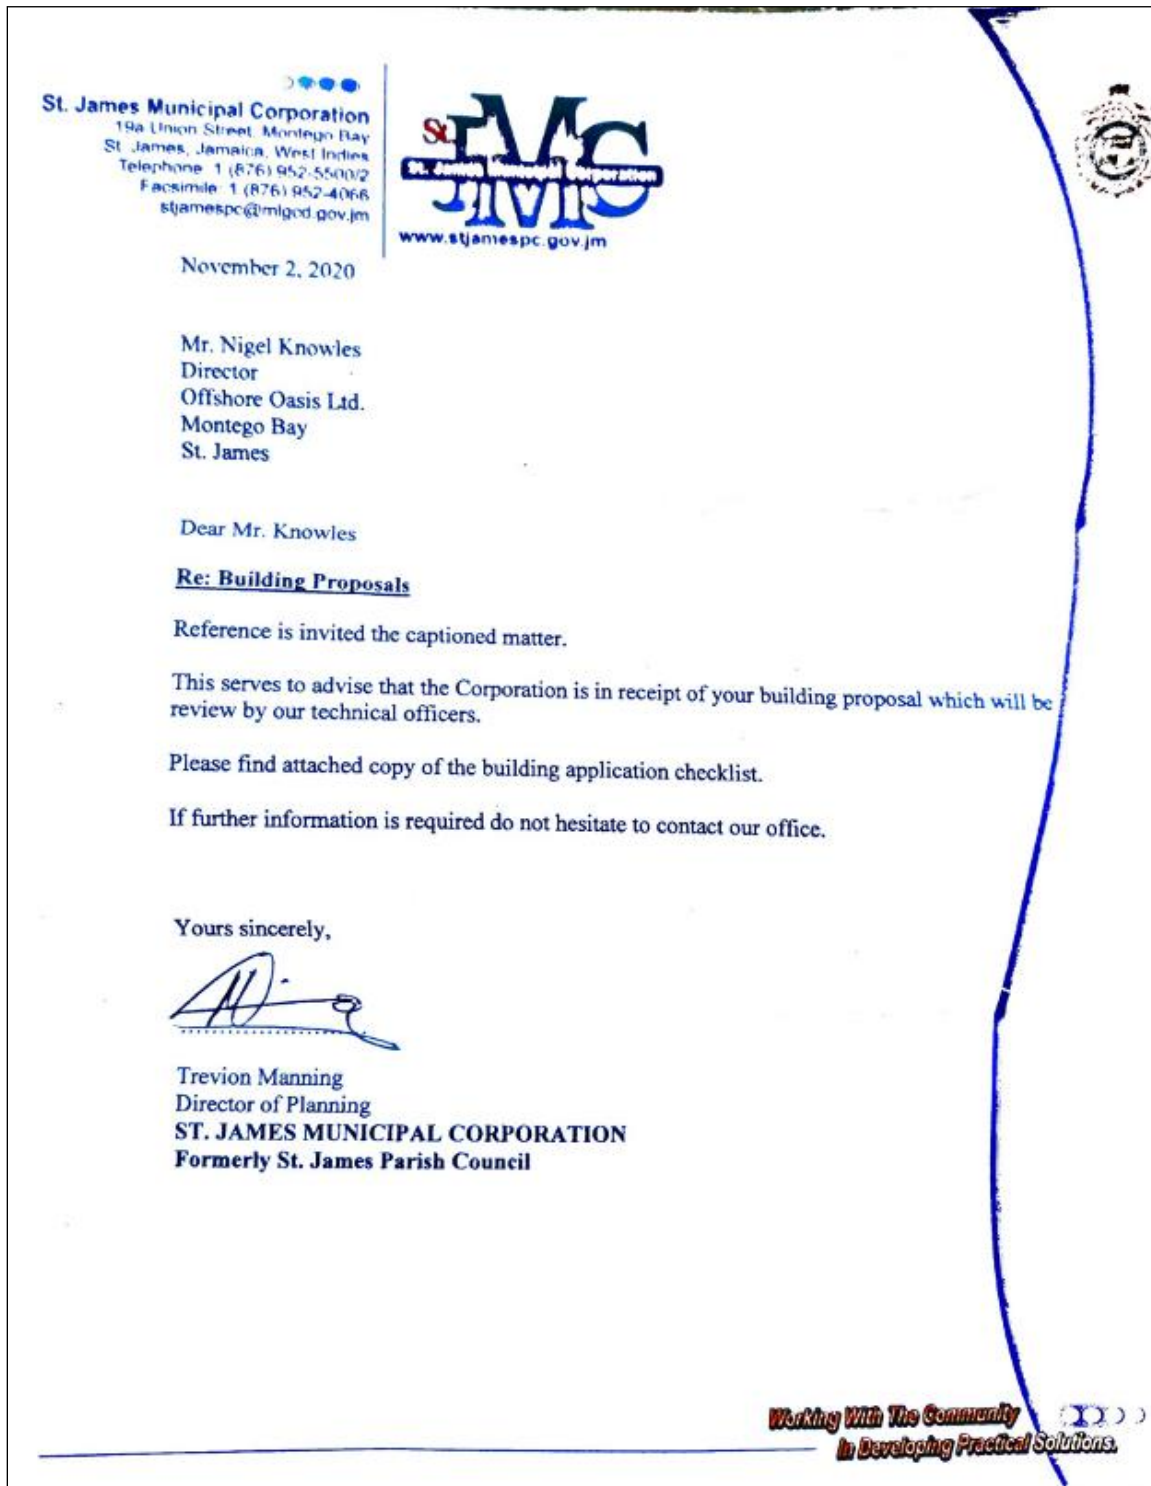 St. James Municipal Corporation
19a Union Street, Montego Bay
St. James, Jamaica, West Indies
Telephone: 1 (876) 952-5500/2
Facsimile: 1 (876) 952-4066
stjamespc@mlgcd.gov.jm
St.JMC
St. James Municipal Corporation
www.stjamespc.gov.jm
November 2, 2020
Mr. Nigel Knowles
Director
Offshore Oasis Ltd.
Montego Bay
St. James
Dear Mr. Knowles
Re: Building Proposals
Reference is invited the captioned matter.
This serves to advise that the Corporation is in receipt of your building proposal which will be
review by our technical officers.
Please find attached copy of the building application checklist.
If further information is required do not hesitate to contact our office.
Yours sincerely,
Trevion Manning
Director of Planning
ST. JAMES MUNICIPAL CORPORATION
Formerly St. James Parish Council
Working With The Community
In Developing Practical Solutions.